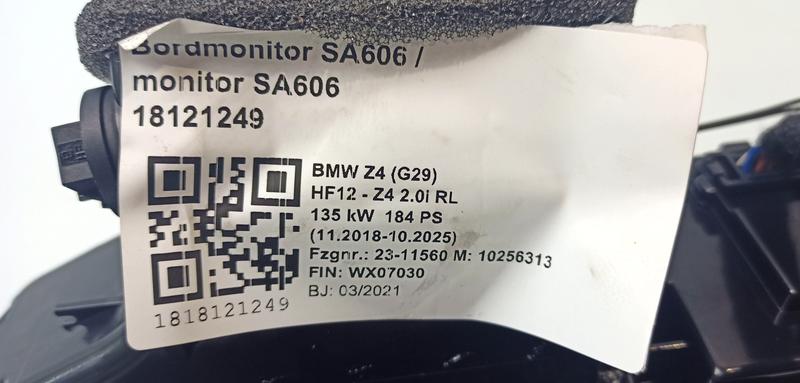 Bordmonitor SA606 /
monitor SA606
18121249
BMW Z4 (G29)
HF12 - Z4 2.0i RL
135 kW 184 PS
(11.2018-10.2025)
Fzgnr.: 23-11560 M: 10256313
FIN: WX07030
BJ: 03/2021
1818121249